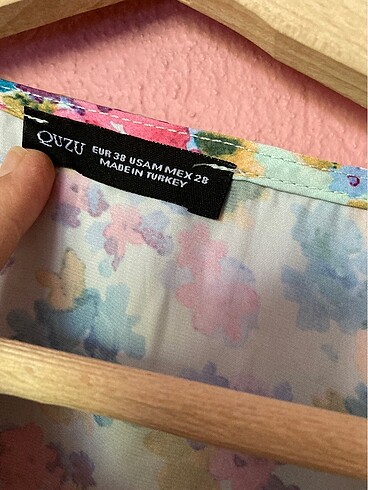 QUZU EUR 38 USA M MEX 28
MADE IN TURKEY